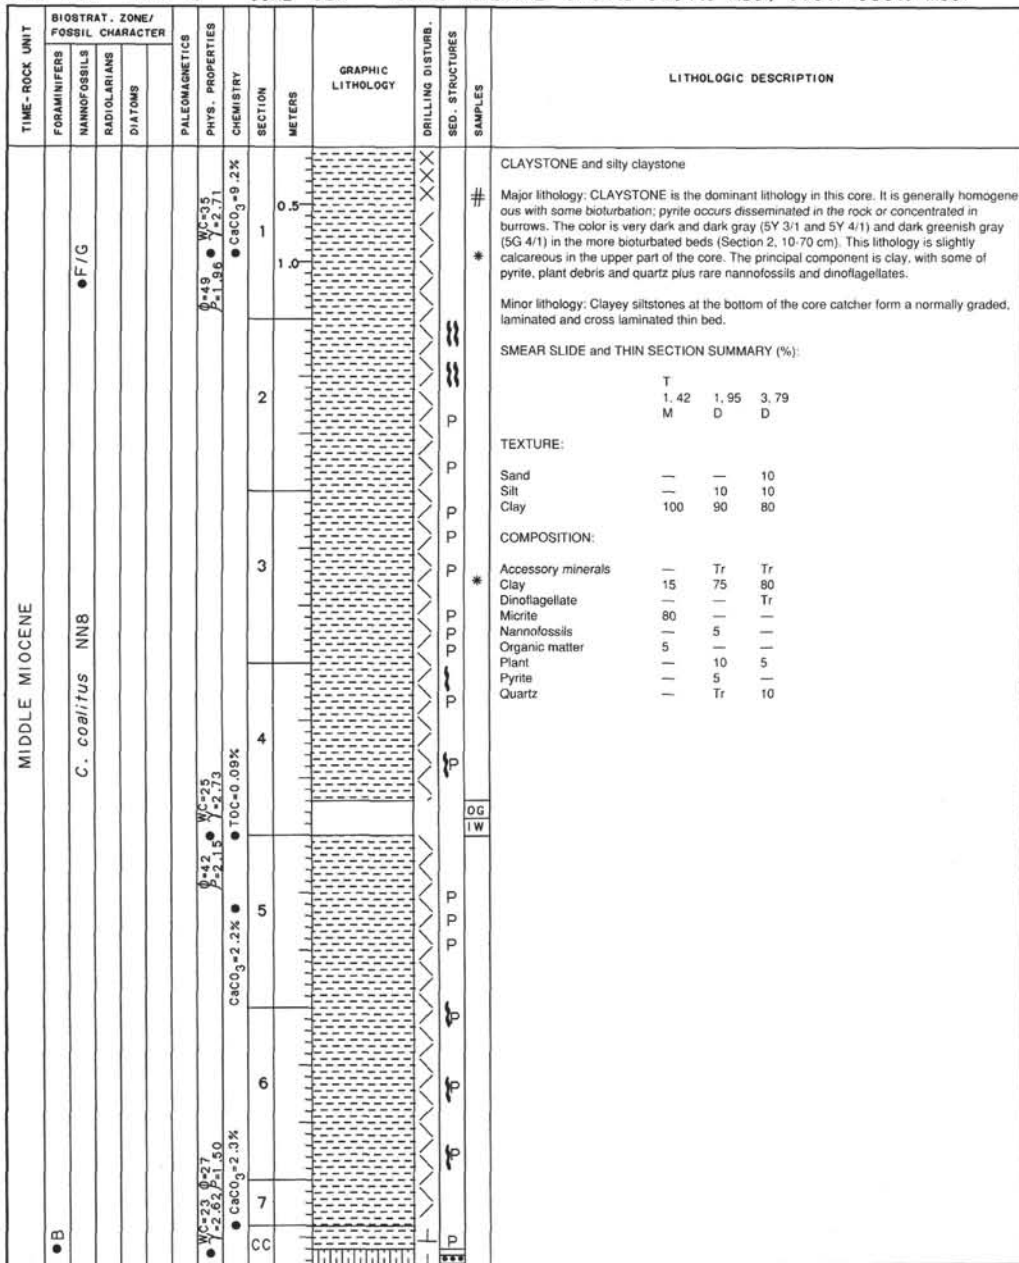 TIME-ROCK UNIT
BIOSTRAT. ZONE/
FOSSIL CHARACTER
FORAMINIFERS
NANNOFOSSILS
RADIOLARIANS
DIATOMS
PALEOMAGNETICS
PHYS. PROPERTIES
CHEMISTRY
SECTION
METERS
GRAPHIC
LITHOLOGY
DRILLING DISTURB.
SED. STRUCTURES
SAMPLES
LITHOLOGIC DESCRIPTION
MIDDLE MIOCENE
●B
●F/G
C. coalitus NN8
Φ=49 ● WC=35
ρ=1.96 γ=2.71
Φ=42 ● WC=25
ρ=2.15 γ=2.73
● WC=23 Φ=27
γ=2.62 ρ=1.50
● CaCO₃=9.2%
● TOC=0.09%
CaCO₃=2.2% ●
● CaCO₃=2.3%
1
2
3
4
5
6
7
CC
0.5
1.0
#
*
P
P
P
P
P
*
P
P
P
P
P
OG
IW
P
P
P
P
P
P
P
CLAYSTONE and silty claystone
Major lithology: CLAYSTONE is the dominant lithology in this core. It is generally homogene
ous with some bioturbation; pyrite occurs disseminated in the rock or concentrated in
burrows. The color is very dark and dark gray (5Y 3/1 and 5Y 4/1) and dark greenish gray
(5G 4/1) in the more bioturbated beds (Section 2, 10-70 cm). This lithology is slightly
calcareous in the upper part of the core. The principal component is clay, with some of
pyrite, plant debris and quartz plus rare nannofossils and dinoflagellates.
Minor lithology: Clayey siltstones at the bottom of the core catcher form a normally graded,
laminated and cross laminated thin bed.
SMEAR SLIDE and THIN SECTION SUMMARY (%):
T
1, 42 1, 95 3, 79
M D D
TEXTURE:
Sand — — 10
Silt — 10 10
Clay 100 90 80
COMPOSITION:
Accessory minerals — Tr Tr
Clay 15 75 80
Dinoflagellate — — Tr
Micrite 80 — —
Nannofossils — 5 —
Organic matter 5 — —
Plant — 10 5
Pyrite — 5 —
Quartz — Tr 10